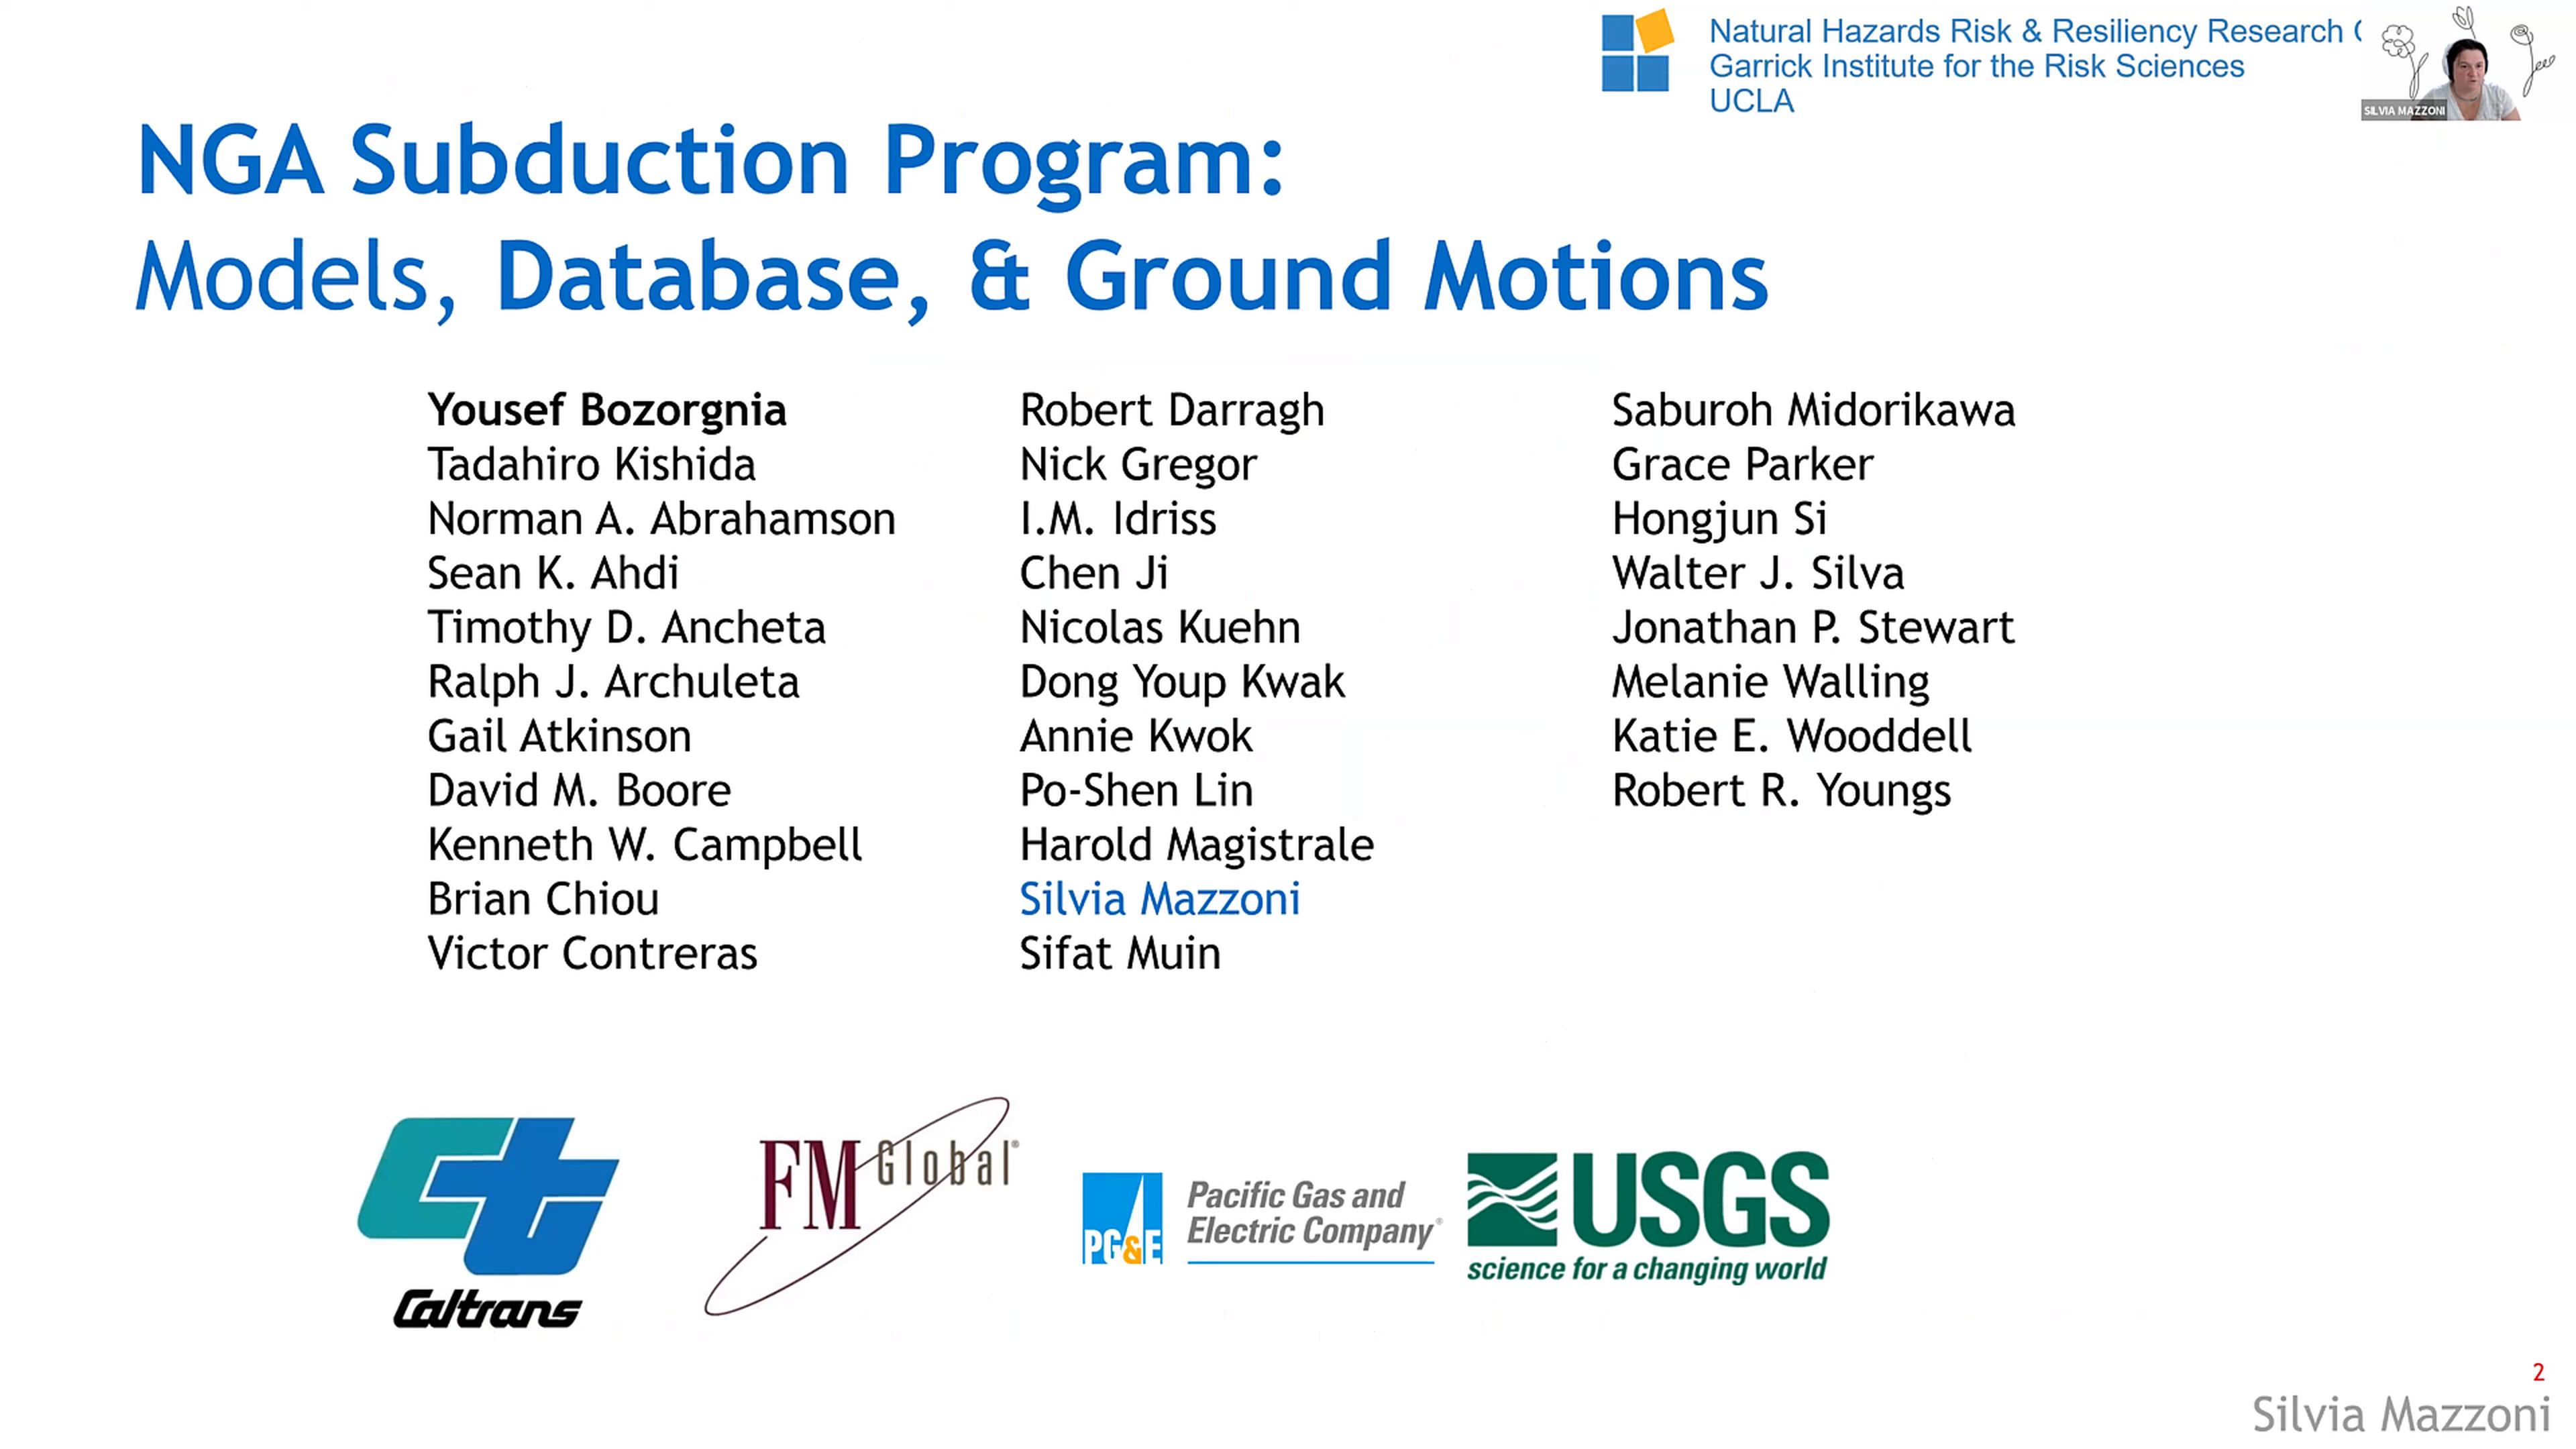 Natural Hazards Risk & Resiliency Research
Garrick Institute for the Risk Sciences
UCLA
SILVIA MAZZONI
NGA Subduction Program:
Models, Database, & Ground Motions
Yousef Bozorgnia
Tadahiro Kishida
Norman A. Abrahamson
Sean K. Ahdi
Timothy D. Ancheta
Ralph J. Archuleta
Gail Atkinson
David M. Boore
Kenneth W. Campbell
Brian Chiou
Victor Contreras
Robert Darragh
Nick Gregor
I.M. Idriss
Chen Ji
Nicolas Kuehn
Dong Youp Kwak
Annie Kwok
Po-Shen Lin
Harold Magistrale
Silvia Mazzoni
Sifat Muin
Saburoh Midorikawa
Grace Parker
Hongjun Si
Walter J. Silva
Jonathan P. Stewart
Melanie Walling
Katie E. Wooddell
Robert R. Youngs
Ct
Caltrans
FM Global®
PG&E
Pacific Gas and
Electric Company®
USGS
science for a changing world
2
Silvia Mazzoni